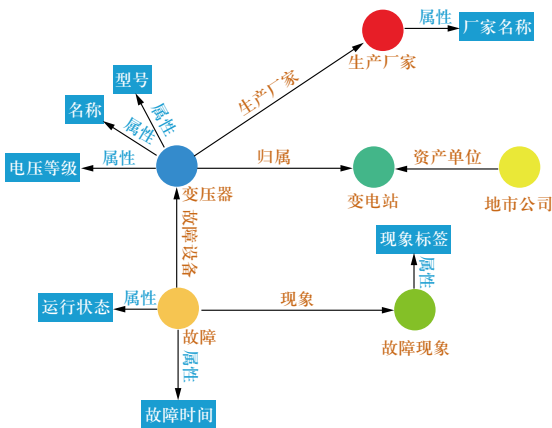 属性
厂家名称
生产厂家
型号
生产厂家
名称
属性
属性
电压等级
属性
归属
资产单位
变压器
变电站
地市公司
故障设备
现象标签
属性
运行状态
属性
现象
故障
故障现象
属性
故障时间